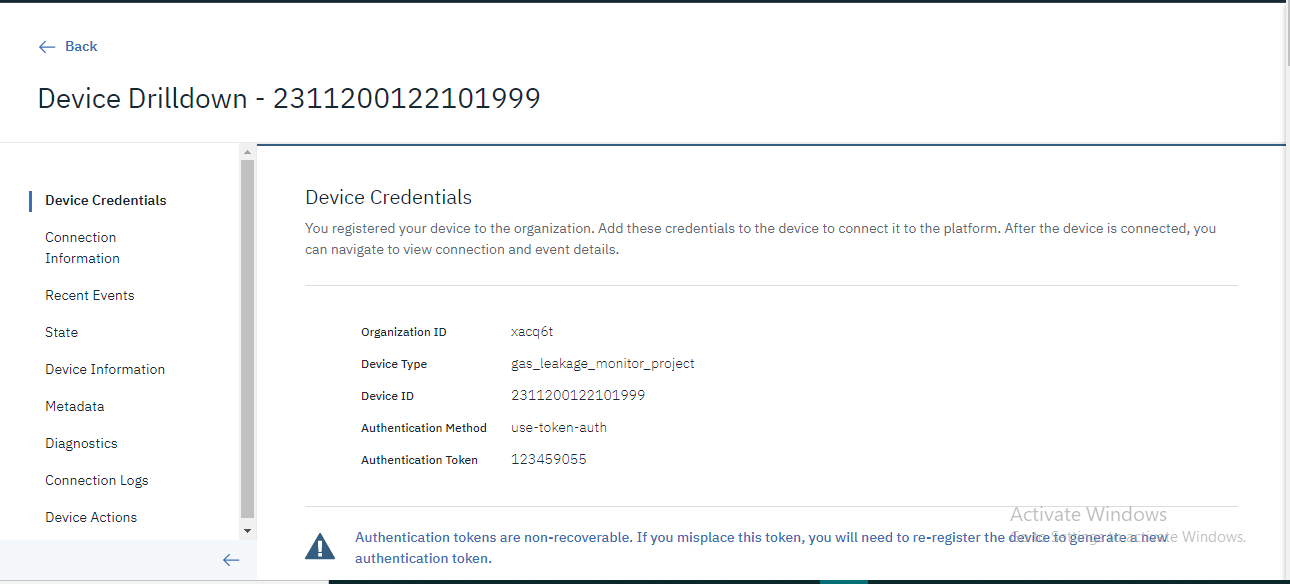 Back
Device Drilldown - 2311200122101999
Device Credentials
Connection
Information
Recent Events
State
Device Information
Metadata
Diagnostics
Connection Logs
Device Actions
Device Credentials
You registered your device to the organization. Add these credentials to the device to connect it to the platform. After the device is connected, you
can navigate to view connection and event details.
Organization ID xacq6t
Device Type gas_leakage_monitor_project
Device ID 2311200122101999
Authentication Method use-token-auth
Authentication Token 123459055
Authentication tokens are non-recoverable. If you misplace this token, you will need to re-register the device to generate a new
authentication token.
Activate Windows
Go to Settings to activate Windows.